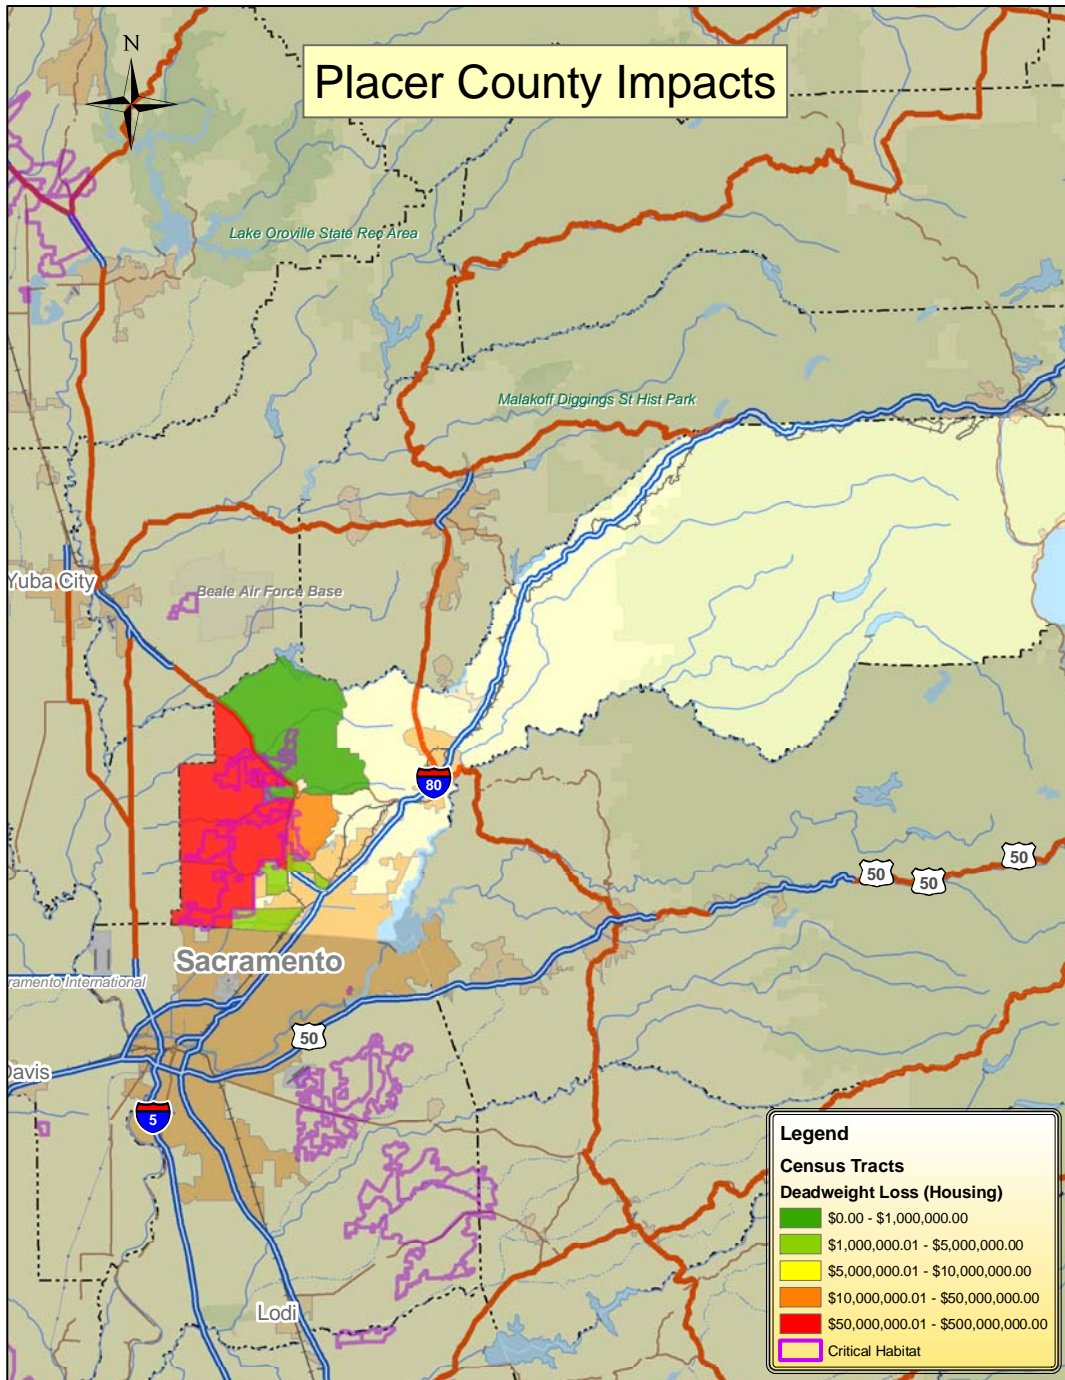 N
Placer County Impacts
Lake Oroville State Rec Area
Malakoff Diggings St Hist Park
Yuba City
Beale Air Force Base
80
50
50
50
Sacramento
ramento International
50
Davis
5
Lodi
Legend
Census Tracts
Deadweight Loss (Housing)
$0.00 - $1,000,000.00
$1,000,000.01 - $5,000,000.00
$5,000,000.01 - $10,000,000.00
$10,000,000.01 - $50,000,000.00
$50,000,000.01 - $500,000,000.00
Critical Habitat